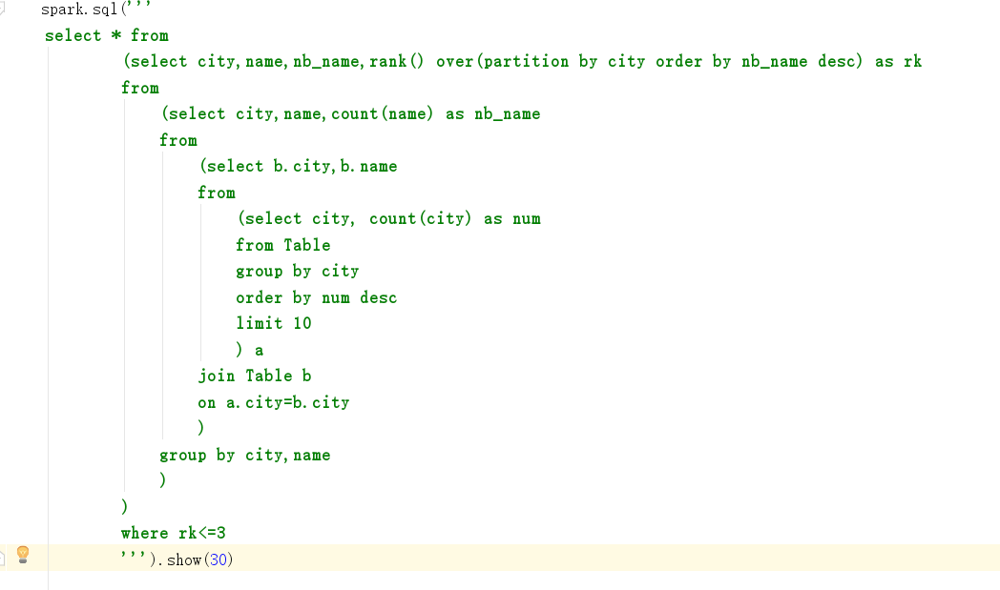 spark.sql('''
select * from
(select city,name,nb_name,rank() over(partition by city order by nb_name desc) as rk
from
(select city,name,count(name) as nb_name
from
(select b.city,b.name
from
(select city, count(city) as num
from Table
group by city
order by num desc
limit 10
) a
join Table b
on a.city=b.city
)
group by city,name
)
)
where rk<=3
''').show(30)